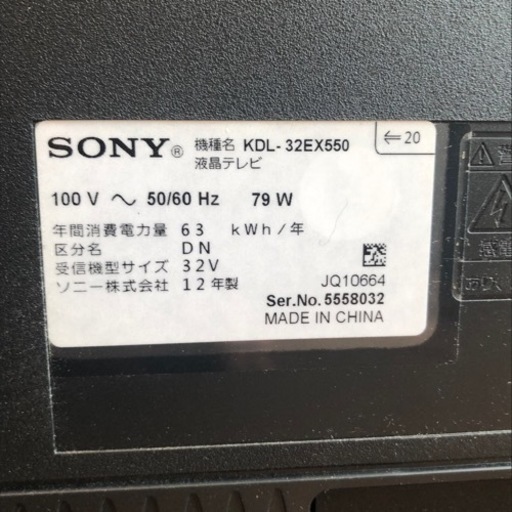 SONY® 機種名 KDL-32EX550
液晶テレビ
⇐20
100 V ～ 50/60 Hz 79 W
年間消費電力量 63 kWh/年
区分名 DN
受信機型サイズ 32V
ソニー株式会社 12年製
JQ10664
Ser.No. 5558032
MADE IN CHINA